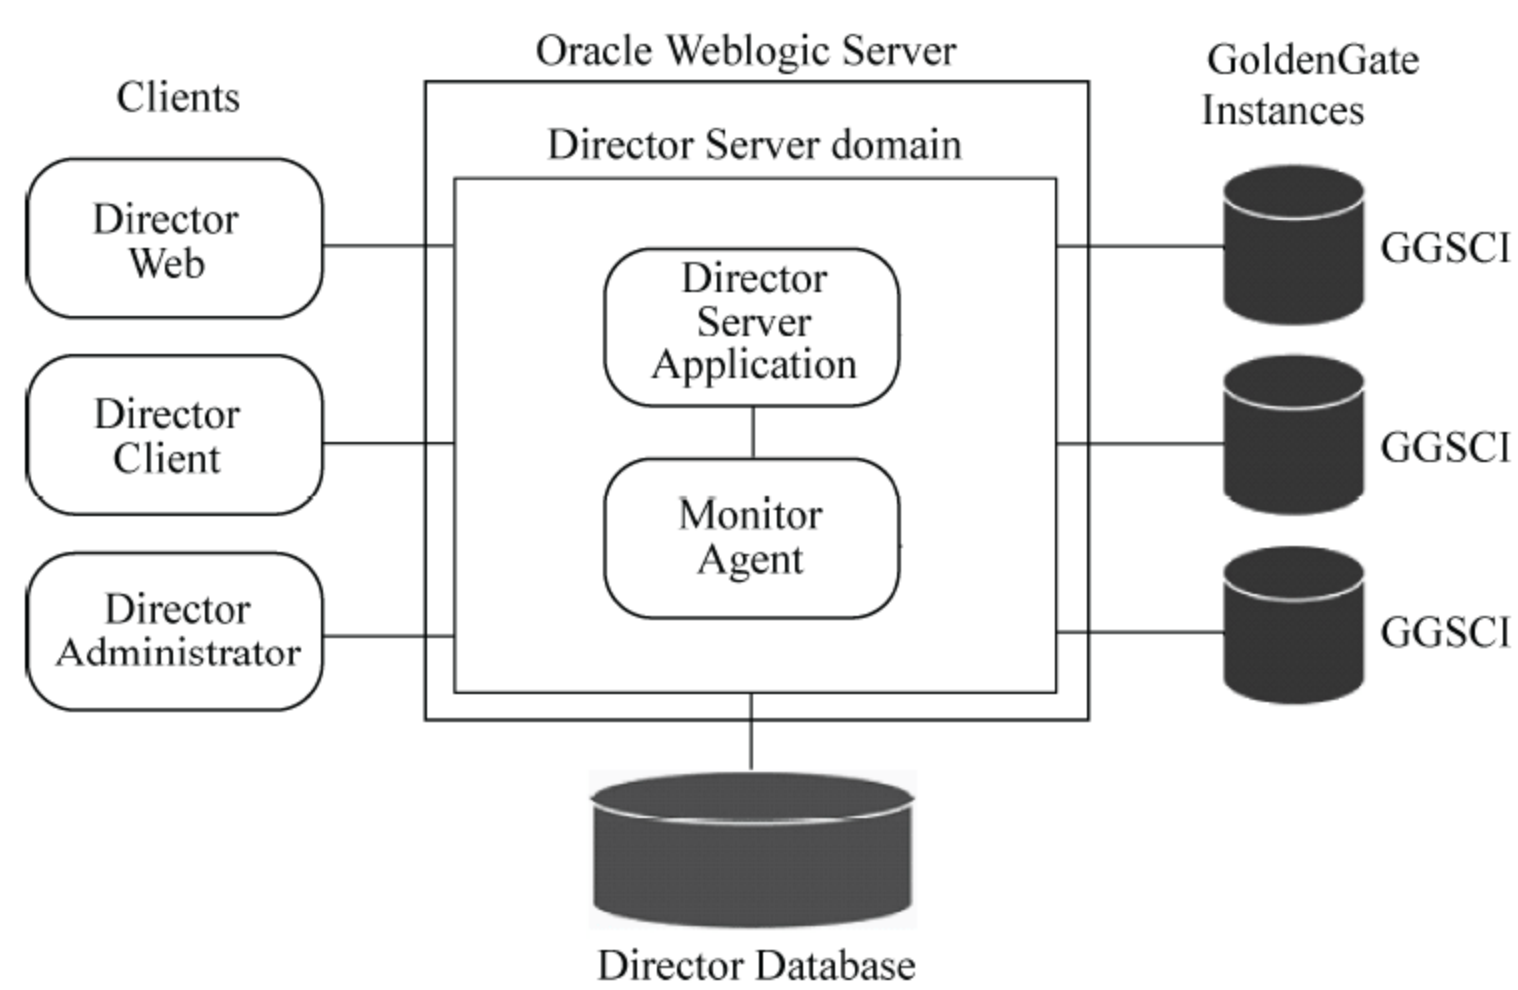 Oracle Weblogic Server
Clients
GoldenGate
Instances
Director Server domain
Director
Web
Director
Server
Application
GGSCI
Director
Client
GGSCI
Monitor
Agent
Director
Administrator
GGSCI
Director Database